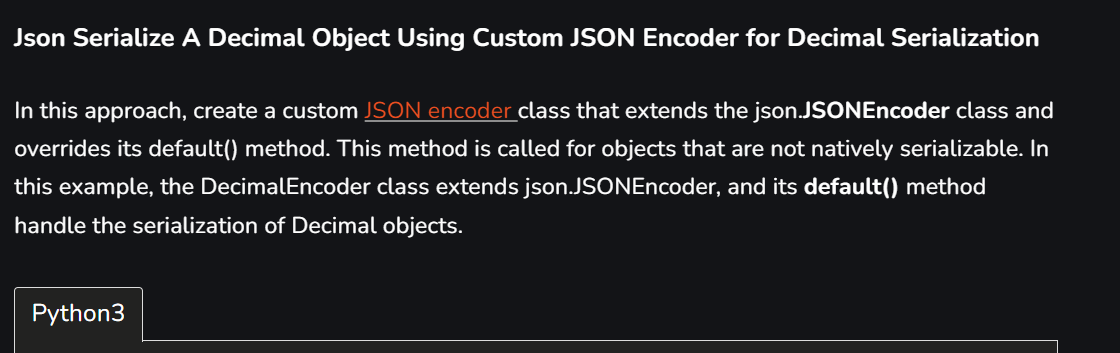 Json Serialize A Decimal Object Using Custom JSON Encoder for Decimal Serialization
In this approach, create a custom JSON encoder class that extends the json.JSONEncoder class and
overrides its default() method. This method is called for objects that are not natively serializable. In
this example, the DecimalEncoder class extends json.JSONEncoder, and its default() method
handle the serialization of Decimal objects.
Python3